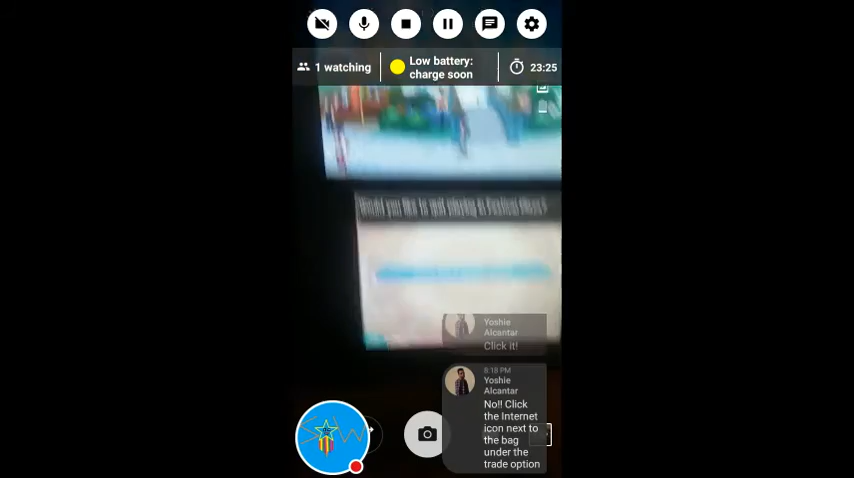 1 watching
Low battery:
charge soon
23:25
Yoshie
Alcantar
Click it!
8:18 PM
Yoshie
Alcantar
No!! Click
the Internet
icon next to
the bag
under the
trade option